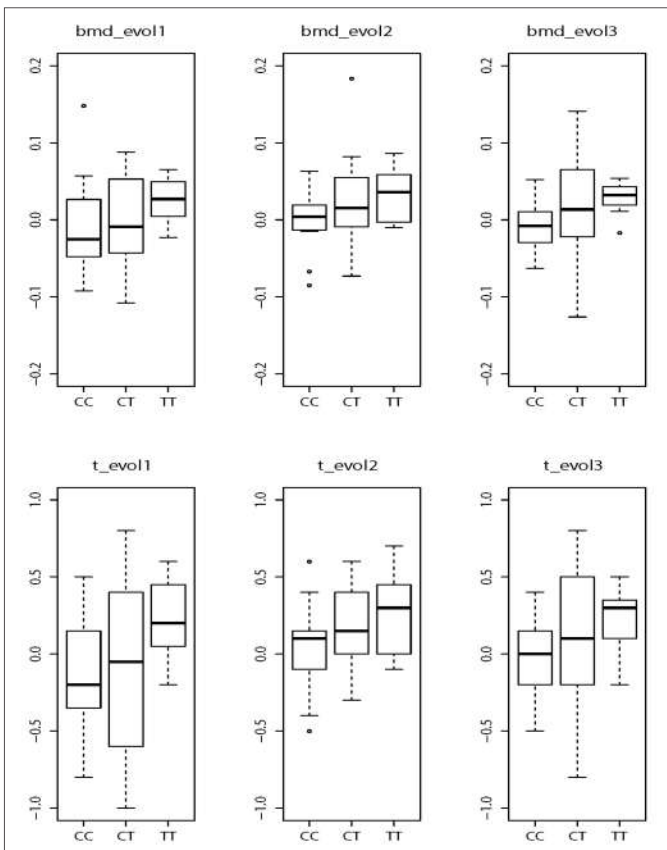 bmd_evol1 bmd_evol2 bmd_evol3
0.2 0.2 0.2
0.1 0.1 0.1
0.0 0.0 0.0
−0.1 −0.1 −0.1
−0.2 −0.2 −0.2
CC CT TT CC CT TT CC CT TT
t_evol1 t_evol2 t_evol3
1.0 1.0 1.0
0.5 0.5 0.5
0.0 0.0 0.0
−0.5 −0.5 −0.5
−1.0 −1.0 −1.0
CC CT TT CC CT TT CC CT TT